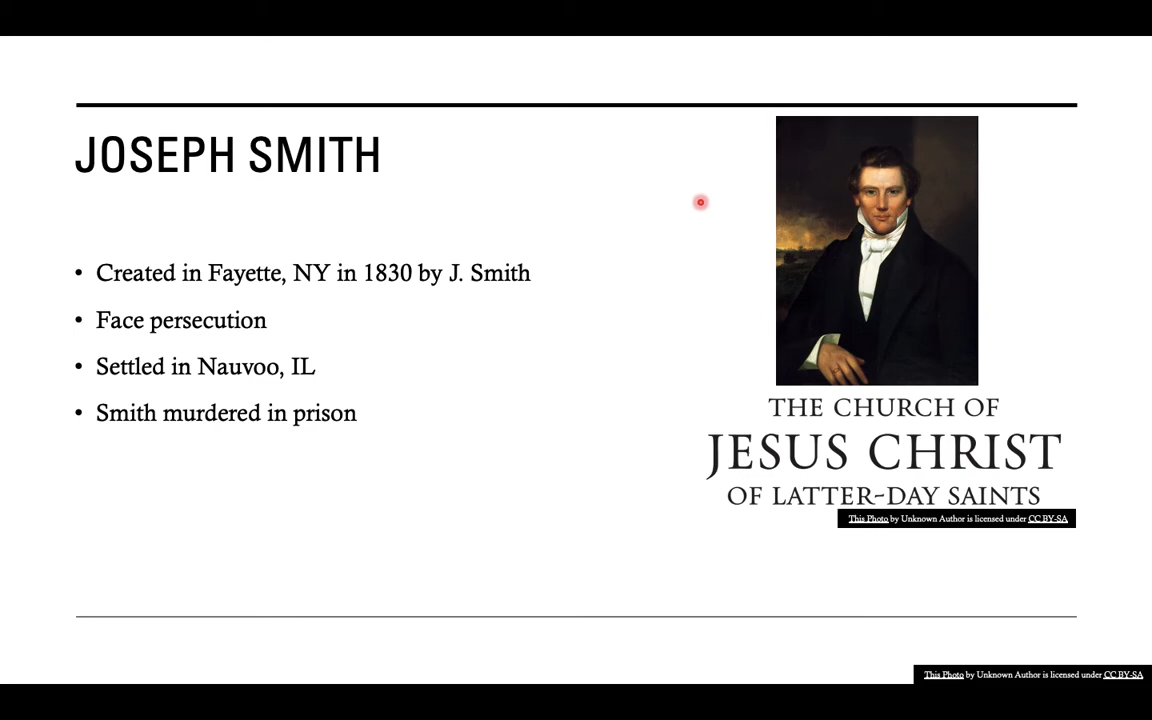 JOSEPH SMITH
• Created in Fayette, NY in 1830 by J. Smith
• Face persecution
• Settled in Nauvoo, IL
• Smith murdered in prison
THE CHURCH OF
JESUS CHRIST
OF LATTER-DAY SAINTS
This Photo by Unknown Author is licensed under CC BY-SA
This Photo by Unknown Author is licensed under CC BY-SA